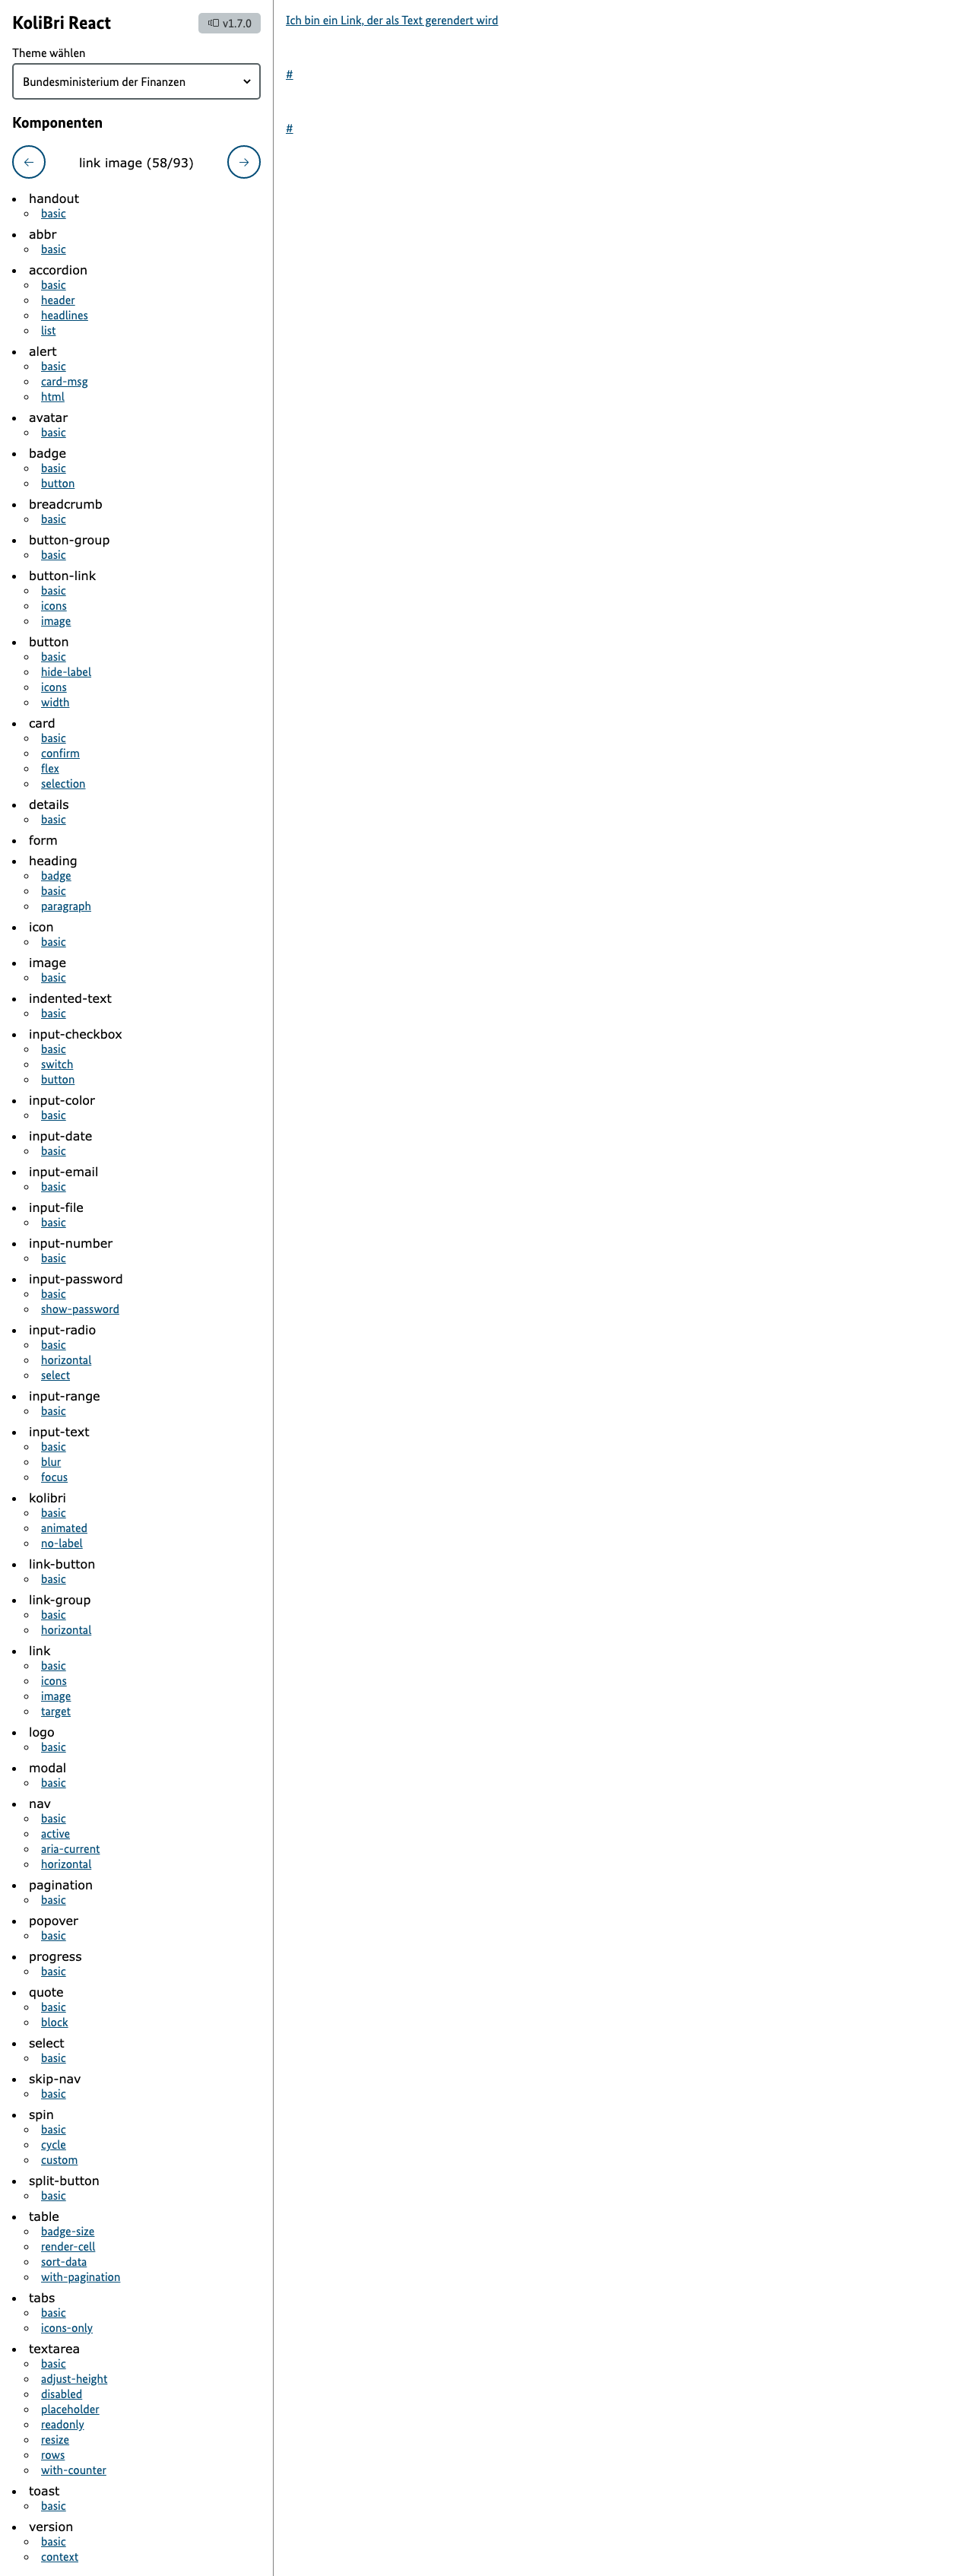 KoliBri React
v1.7.0
Theme wählen
Bundesministerium der Finanzen
Komponenten
link image (58/93)
handout
basic
abbr
basic
accordion
basic
header
headlines
list
alert
basic
card-msg
html
avatar
basic
badge
basic
button
breadcrumb
basic
button-group
basic
button-link
basic
icons
image
button
basic
hide-label
icons
width
card
basic
confirm
flex
selection
details
basic
form
heading
badge
basic
paragraph
icon
basic
image
basic
indented-text
basic
input-checkbox
basic
switch
button
input-color
basic
input-date
basic
input-email
basic
input-file
basic
input-number
basic
input-password
basic
show-password
input-radio
basic
horizontal
select
input-range
basic
input-text
basic
blur
focus
kolibri
basic
animated
no-label
link-button
basic
link-group
basic
horizontal
link
basic
icons
image
target
logo
basic
modal
basic
nav
basic
active
aria-current
horizontal
pagination
basic
popover
basic
progress
basic
quote
basic
block
select
basic
skip-nav
basic
spin
basic
cycle
custom
split-button
basic
table
badge-size
render-cell
sort-data
with-pagination
tabs
basic
icons-only
textarea
basic
adjust-height
disabled
placeholder
readonly
resize
rows
with-counter
toast
basic
version
basic
context
Ich bin ein Link, der als Text gerendert wird
#
#